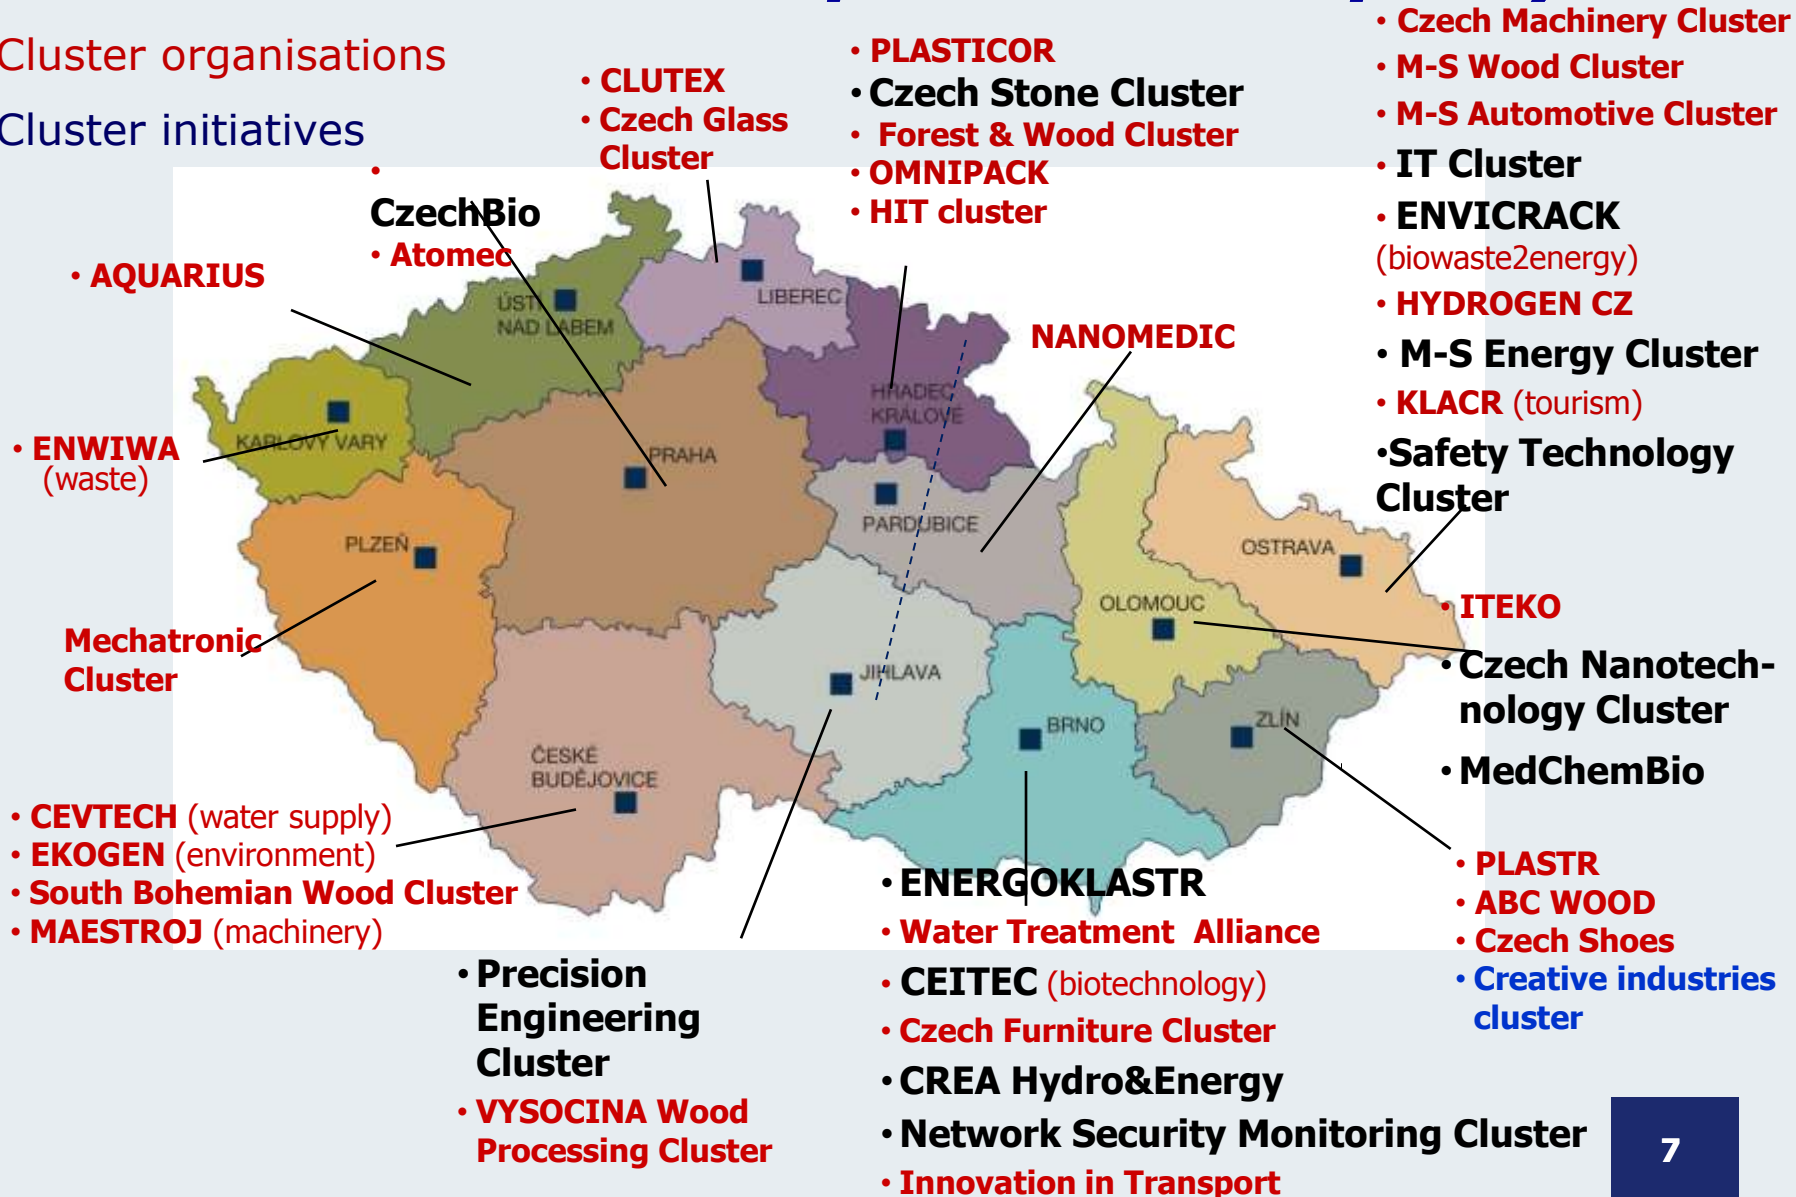 Cluster organisations
Cluster initiatives
• CLUTEX
• Czech Glass
Cluster
• PLASTICOR
• Czech Stone Cluster
• Forest & Wood Cluster
• OMNIPACK
• HIT cluster
• Czech Machinery Cluster
• M-S Wood Cluster
• M-S Automotive Cluster
• IT Cluster
• ENVICRACK
(biowaste2energy)
• HYDROGEN CZ
• M-S Energy Cluster
• KLACR (tourism)
•Safety Technology
Cluster
•
CzechBio
• Atomec
• AQUARIUS
NANOMEDIC
• ENWIWA
(waste)
Mechatronic
Cluster
ÚSTÍ
NAD LABEM
LIBEREC
HRADEC
KRÁLOVÉ
KARLOVY VARY
PRAHA
PARDUBICE
PLZEŇ
OSTRAVA
OLOMOUC
JIHLAVA
BRNO
ZLÍN
ČESKÉ
BUDĚJOVICE
• ITEKO
• Czech Nanotech-
nology Cluster
• MedChemBio
• CEVTECH (water supply)
• EKOGEN (environment)
• South Bohemian Wood Cluster
• MAESTROJ (machinery)
• Precision
Engineering
Cluster
• VYSOCINA Wood
Processing Cluster
• ENERGOKLASTR
• Water Treatment Alliance
• CEITEC (biotechnology)
• Czech Furniture Cluster
• CREA Hydro&Energy
• Network Security Monitoring Cluster
• Innovation in Transport
• PLASTR
• ABC WOOD
• Czech Shoes
• Creative industries
cluster
7